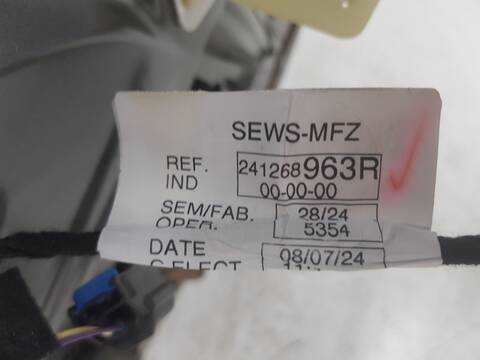 SEWS-MFZ
REF. 241268963R
IND 00-00-00
SEM/FAB. 28/24
OPER. 5354
DATE 08/07/24